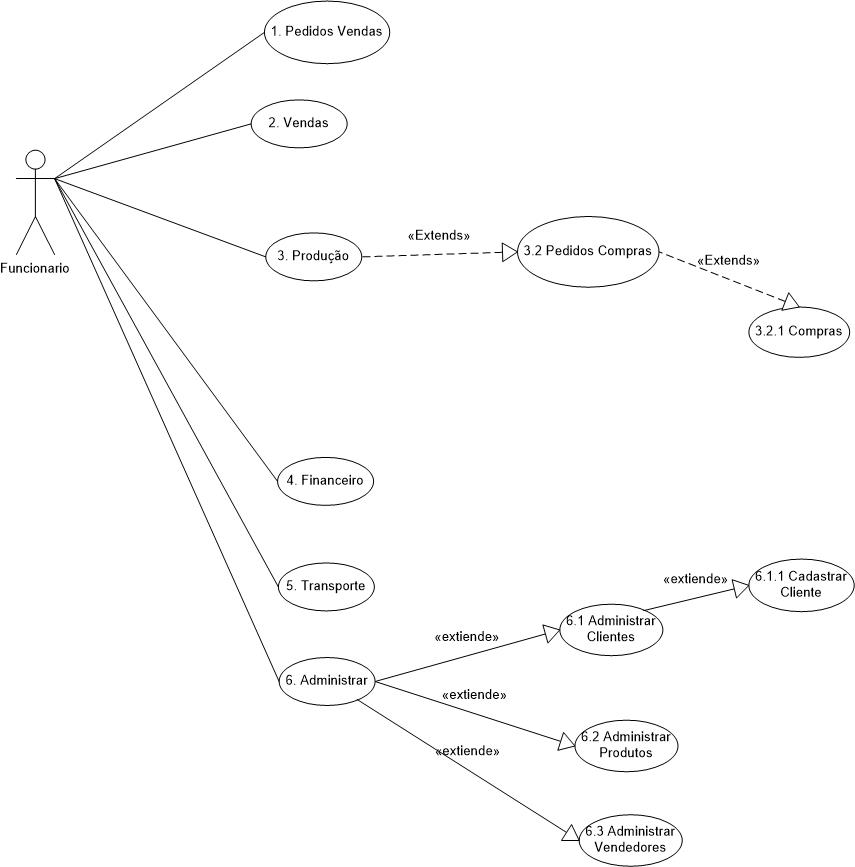 1. Pedidos Vendas
2. Vendas
Funcionario
3. Produção
«Extends»
3.2 Pedidos Compras
«Extends»
3.2.1 Compras
4. Financeiro
5. Transporte
6. Administrar
«extiende»
6.1 Administrar
Clientes
«extiende»
6.1.1 Cadastrar
Cliente
«extiende»
6.2 Administrar
Produtos
«extiende»
6.3 Administrar
Vendedores